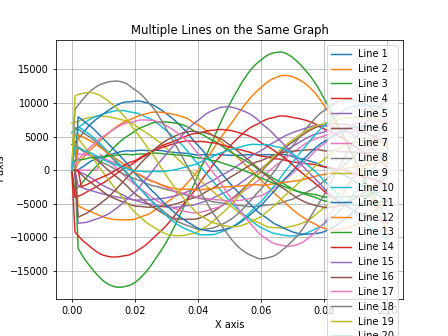 Multiple Lines on the Same Graph
15000
10000
5000
0
−5000
−10000
−15000
0.00
0.02
0.04
0.06
X axis
Line 1
Line 2
Line 3
Line 4
Line 5
Line 6
Line 7
Line 8
Line 9
Line 10
Line 11
Line 12
Line 13
Line 14
Line 15
Line 16
Line 17
Line 18
Line 19
Line 20